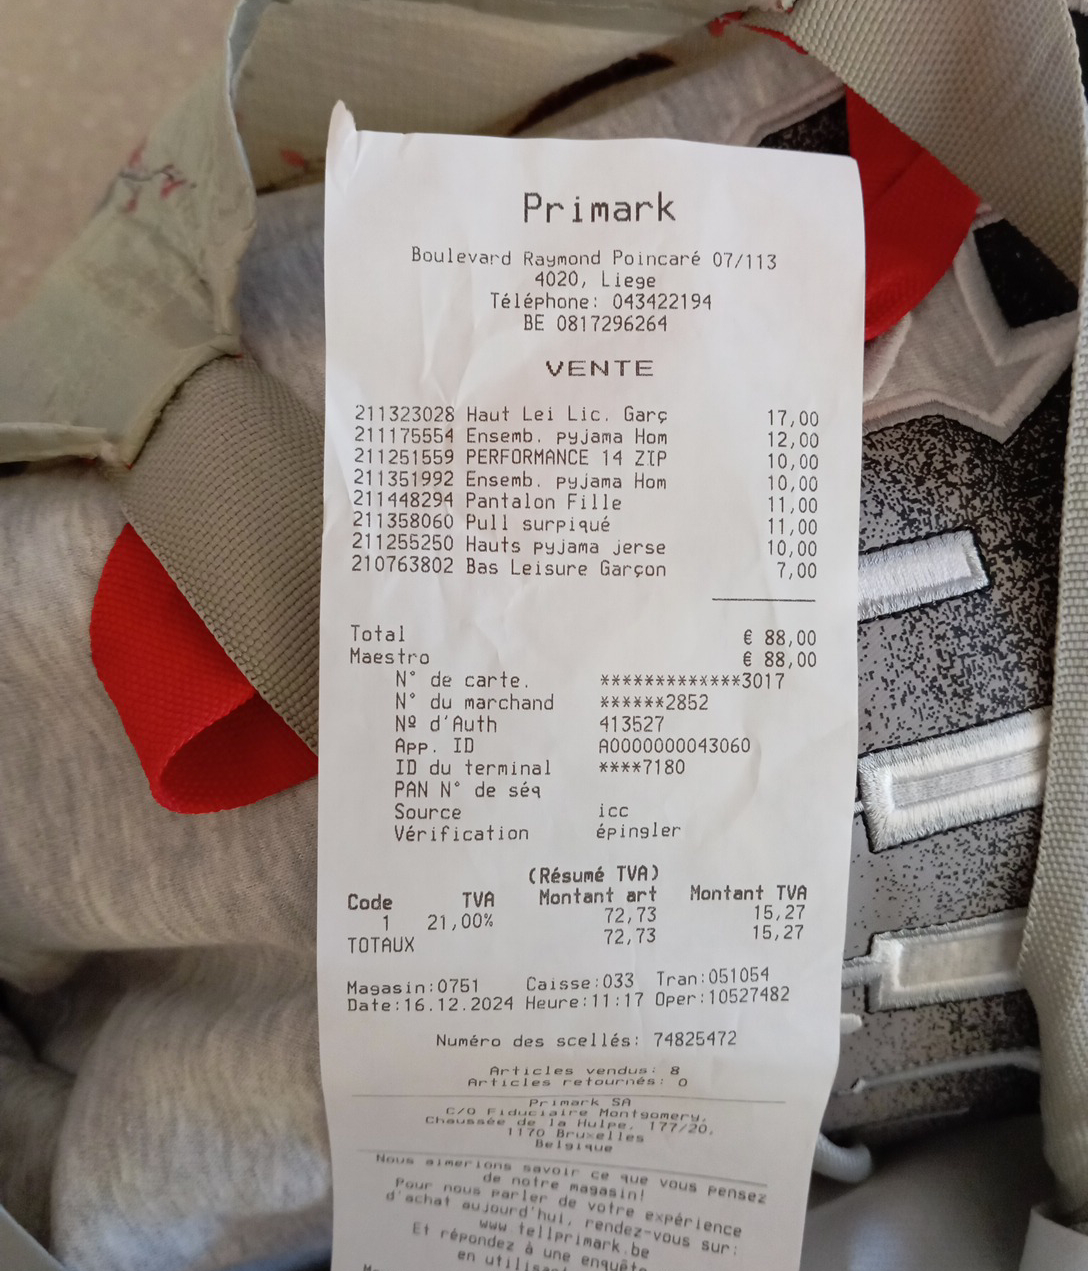 Primark
Boulevard Raymond Poincaré 07/113
4020, Liege
Téléphone: 043422194
BE 0817296264
VENTE
211323028 Haut Lei Lic. Garç 17,00
211175554 Ensemb. pyjama Hom 12,00
211251559 PERFORMANCE 14 ZIP 10,00
211351992 Ensemb. pyjama Hom 10,00
211448294 Pantalon Fille 11,00
211358060 Pull surpiqué 11,00
211255250 Hauts pyjama jerse 10,00
210763802 Bas Leisure Garçon 7,00
Total € 88,00
Maestro € 88,00
N° de carte. *************3017
N° du marchand ******2852
Nº d'Auth 413527
App. ID A0000000043060
ID du terminal ****7180
PAN N° de séq
Source icc
Vérification épingler
(Résumé TVA)
Code TVA Montant art Montant TVA
1 21,00% 72,73 15,27
TOTAUX 72,73 15,27
Magasin:0751 Caisse:033 Tran:051054
Date:16.12.2024 Heure:11:17 Oper:10527482
Numéro des scellés: 74825472
Articles vendus: 8
Articles retournés: 0
Primark SA
C/O Fiduciaire Montgomery,
Chaussée de la Hulpe, 177/20,
1170 Bruxelles
Belgique
Nous aimerions savoir ce que vous pensez
de notre magasin!
Pour nous parler de votre expérience
d'achat aujourd'hui, rendez-vous sur:
www tellprimark.be
Et répondez à une enquête
en